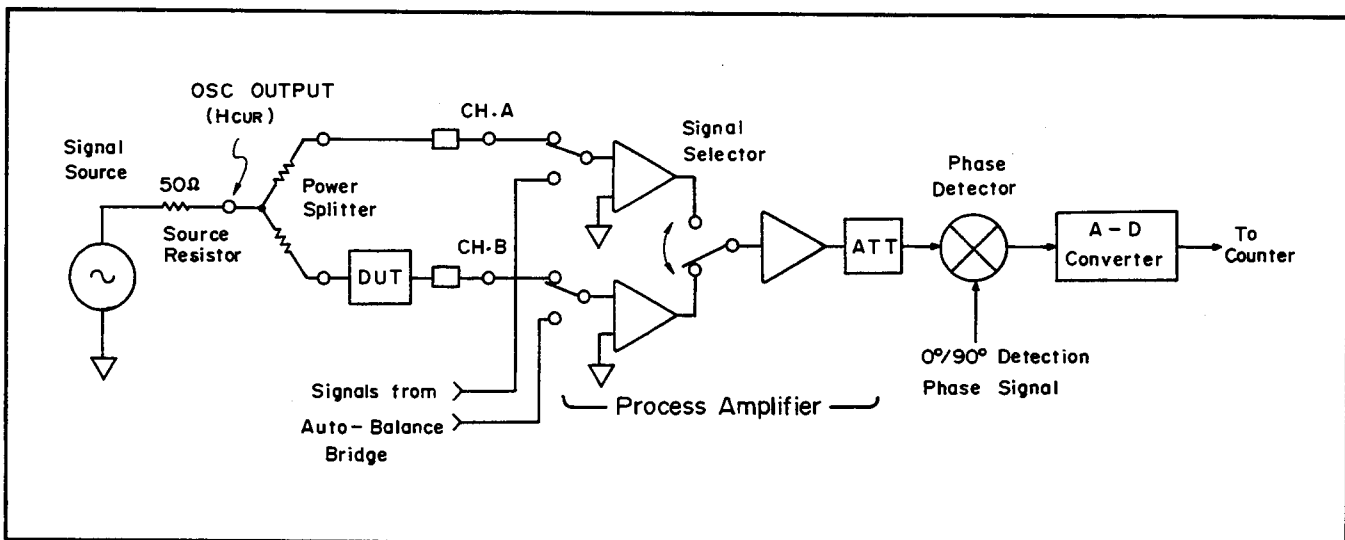 OSC OUTPUT
(HCUR)
Signal
Source
50Ω
Source
Resistor
Power
Splitter
CH.A
CH.B
DUT
Signal
Selector
ATT
Phase
Detector
A-D
Converter
To
Counter
0°/90° Detection
Phase Signal
Signals from
Auto-Balance
Bridge
Process Amplifier